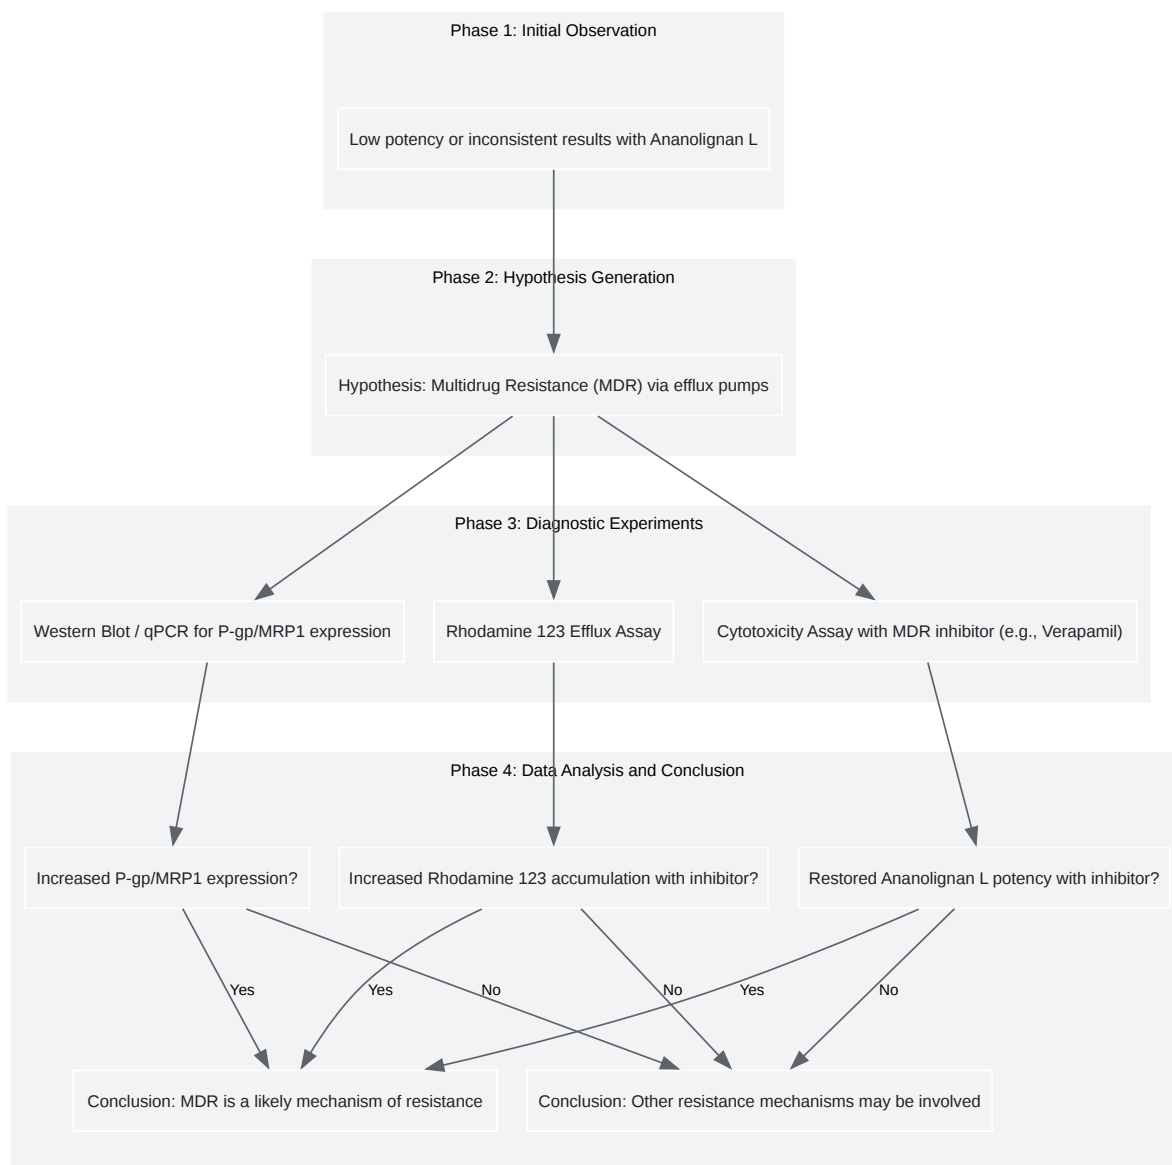 Phase 1: Initial Observation
Low potency or inconsistent results with Ananolignan L
Phase 2: Hypothesis Generation
Hypothesis: Multidrug Resistance (MDR) via efflux pumps
Phase 3: Diagnostic Experiments
Western Blot / qPCR for P-gp/MRP1 expression
Rhodamine 123 Efflux Assay
Cytotoxicity Assay with MDR inhibitor (e.g., Verapamil)
Phase 4: Data Analysis and Conclusion
Increased P-gp/MRP1 expression?
Increased Rhodamine 123 accumulation with inhibitor?
Restored Ananolignan L potency with inhibitor?
Yes
Yes
No
No
Yes
No
Conclusion: MDR is a likely mechanism of resistance
Conclusion: Other resistance mechanisms may be involved